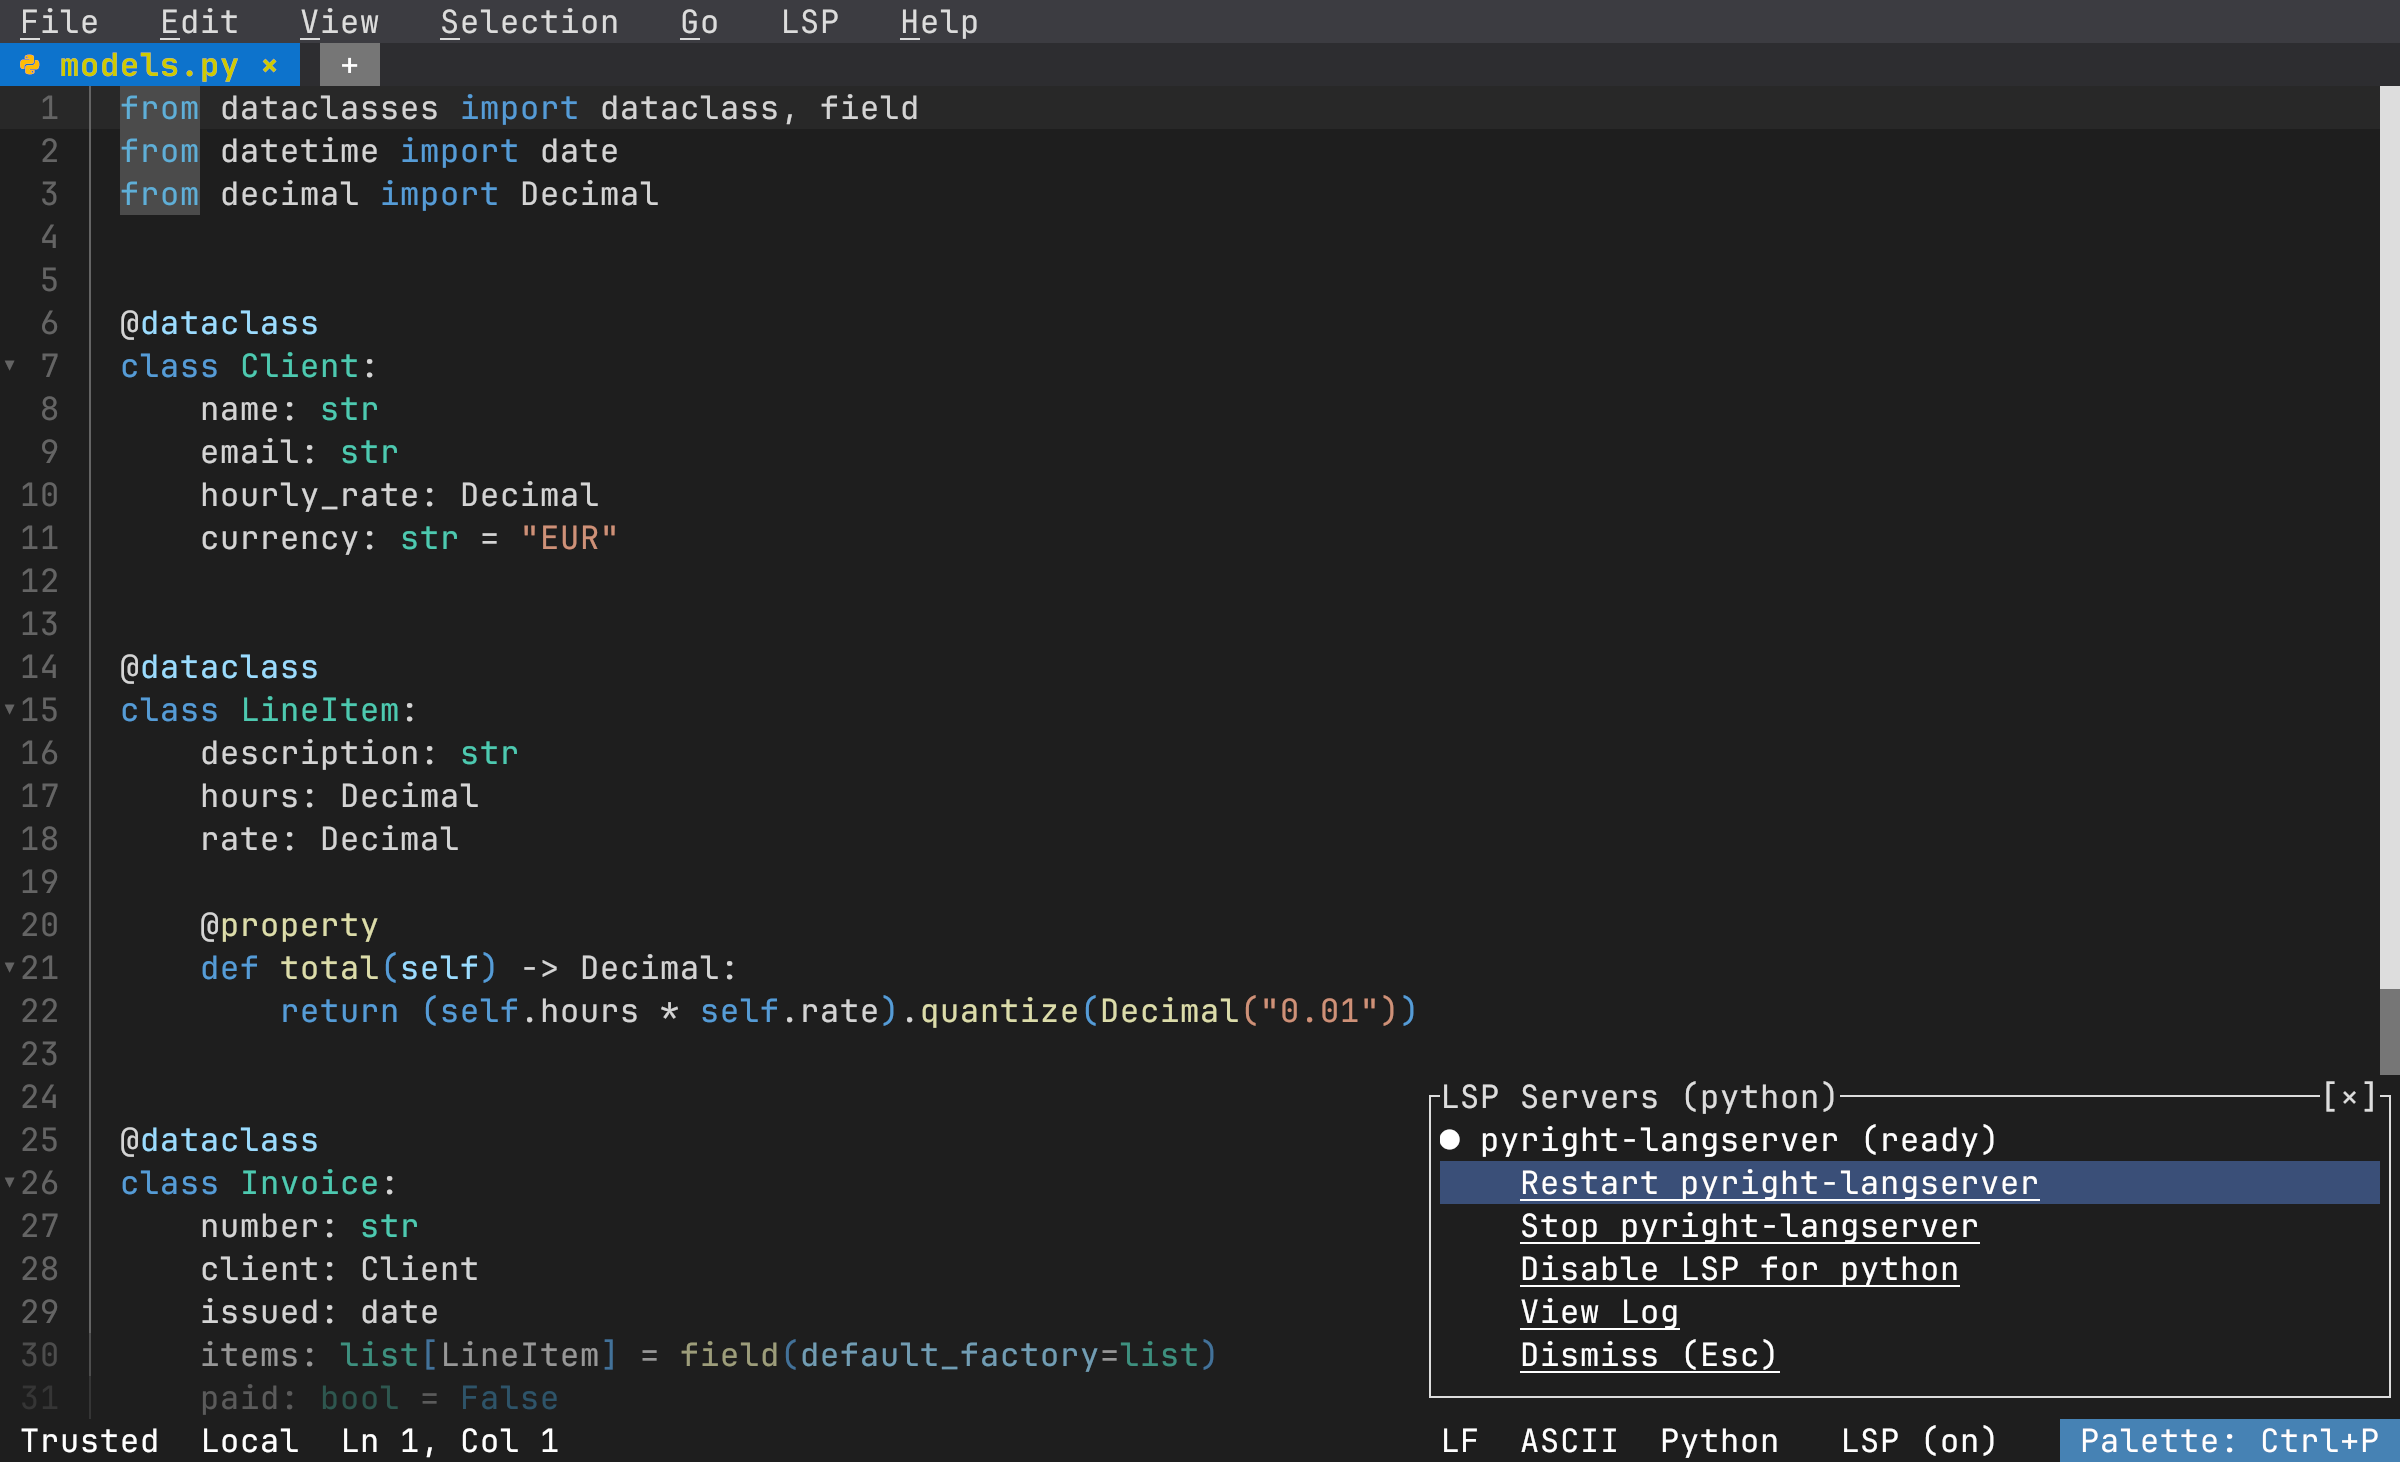 File Edit View Selection Go LSP Help
models.py × +
1 from dataclasses import dataclass, field
2 from datetime import date
3 from decimal import Decimal
4
5
6 @dataclass
▾ 7 class Client:
8     name: str
9     email: str
10     hourly_rate: Decimal
11     currency: str = "EUR"
12
13
14 @dataclass
▾15 class LineItem:
16     description: str
17     hours: Decimal
18     rate: Decimal
19
20     @property
▾21     def total(self) -> Decimal:
22         return (self.hours * self.rate).quantize(Decimal("0.01"))
23
24
25 @dataclass
▾26 class Invoice:
27     number: str
28     client: Client
29     issued: date
30     items: list[LineItem] = field(default_factory=list)
31     paid: bool = False
LSP Servers (python) [×]
● pyright-langserver (ready)
Restart pyright-langserver
Stop pyright-langserver
Disable LSP for python
View Log
Dismiss (Esc)
Trusted Local Ln 1, Col 1 LF ASCII Python LSP (on) Palette: Ctrl+P